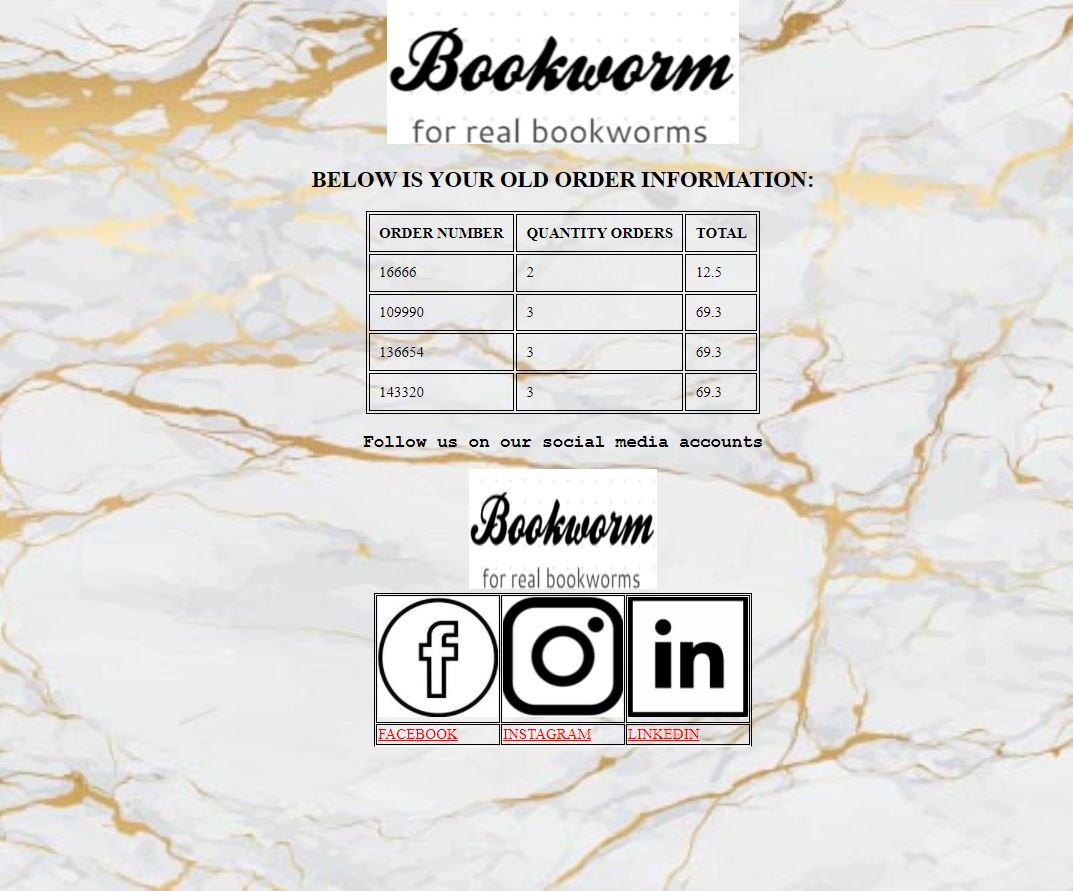 Bookworm
for real bookworms
BELOW IS YOUR OLD ORDER INFORMATION:
ORDER NUMBER QUANTITY ORDERS TOTAL
16666 2 12.5
109990 3 69.3
136654 3 69.3
143320 3 69.3
Follow us on our social media accounts
Bookworm
for real bookworms
f in
FACEBOOK INSTAGRAM LINKEDIN